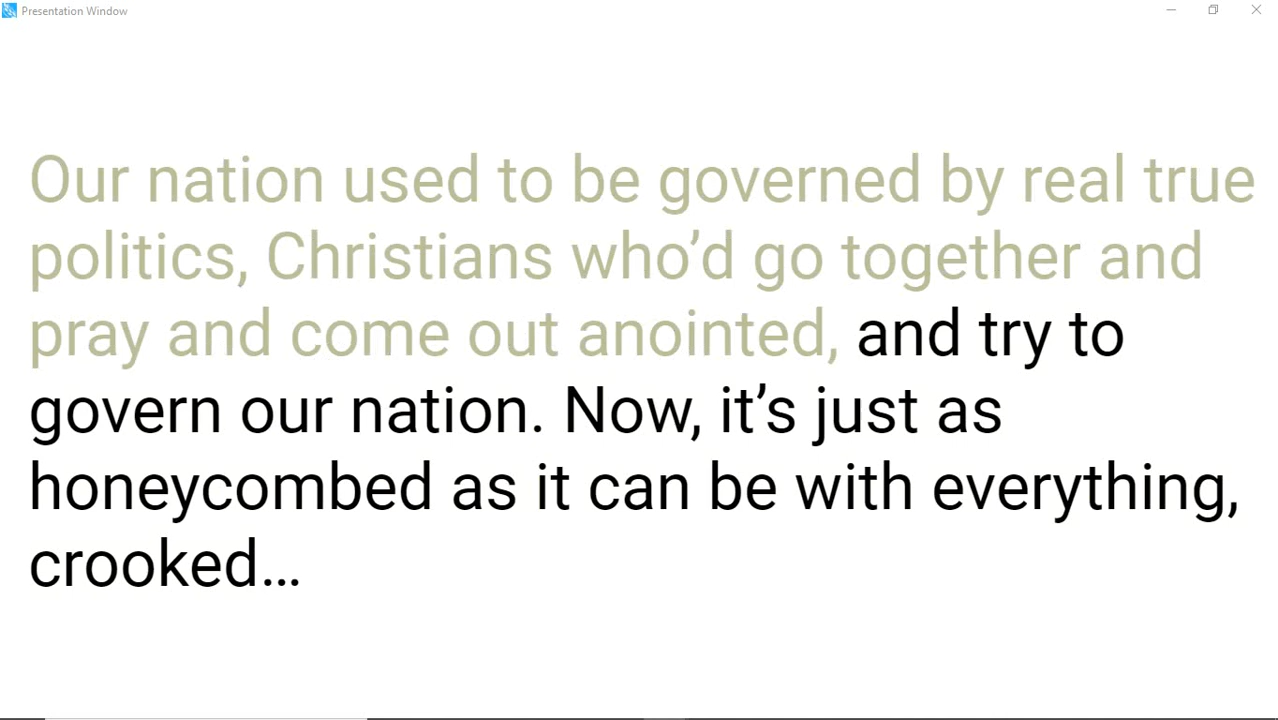 Presentation Window
Our nation used to be governed by real true
politics, Christians who’d go together and
pray and come out anointed, and try to
govern our nation. Now, it’s just as
honeycombed as it can be with everything,
crooked…